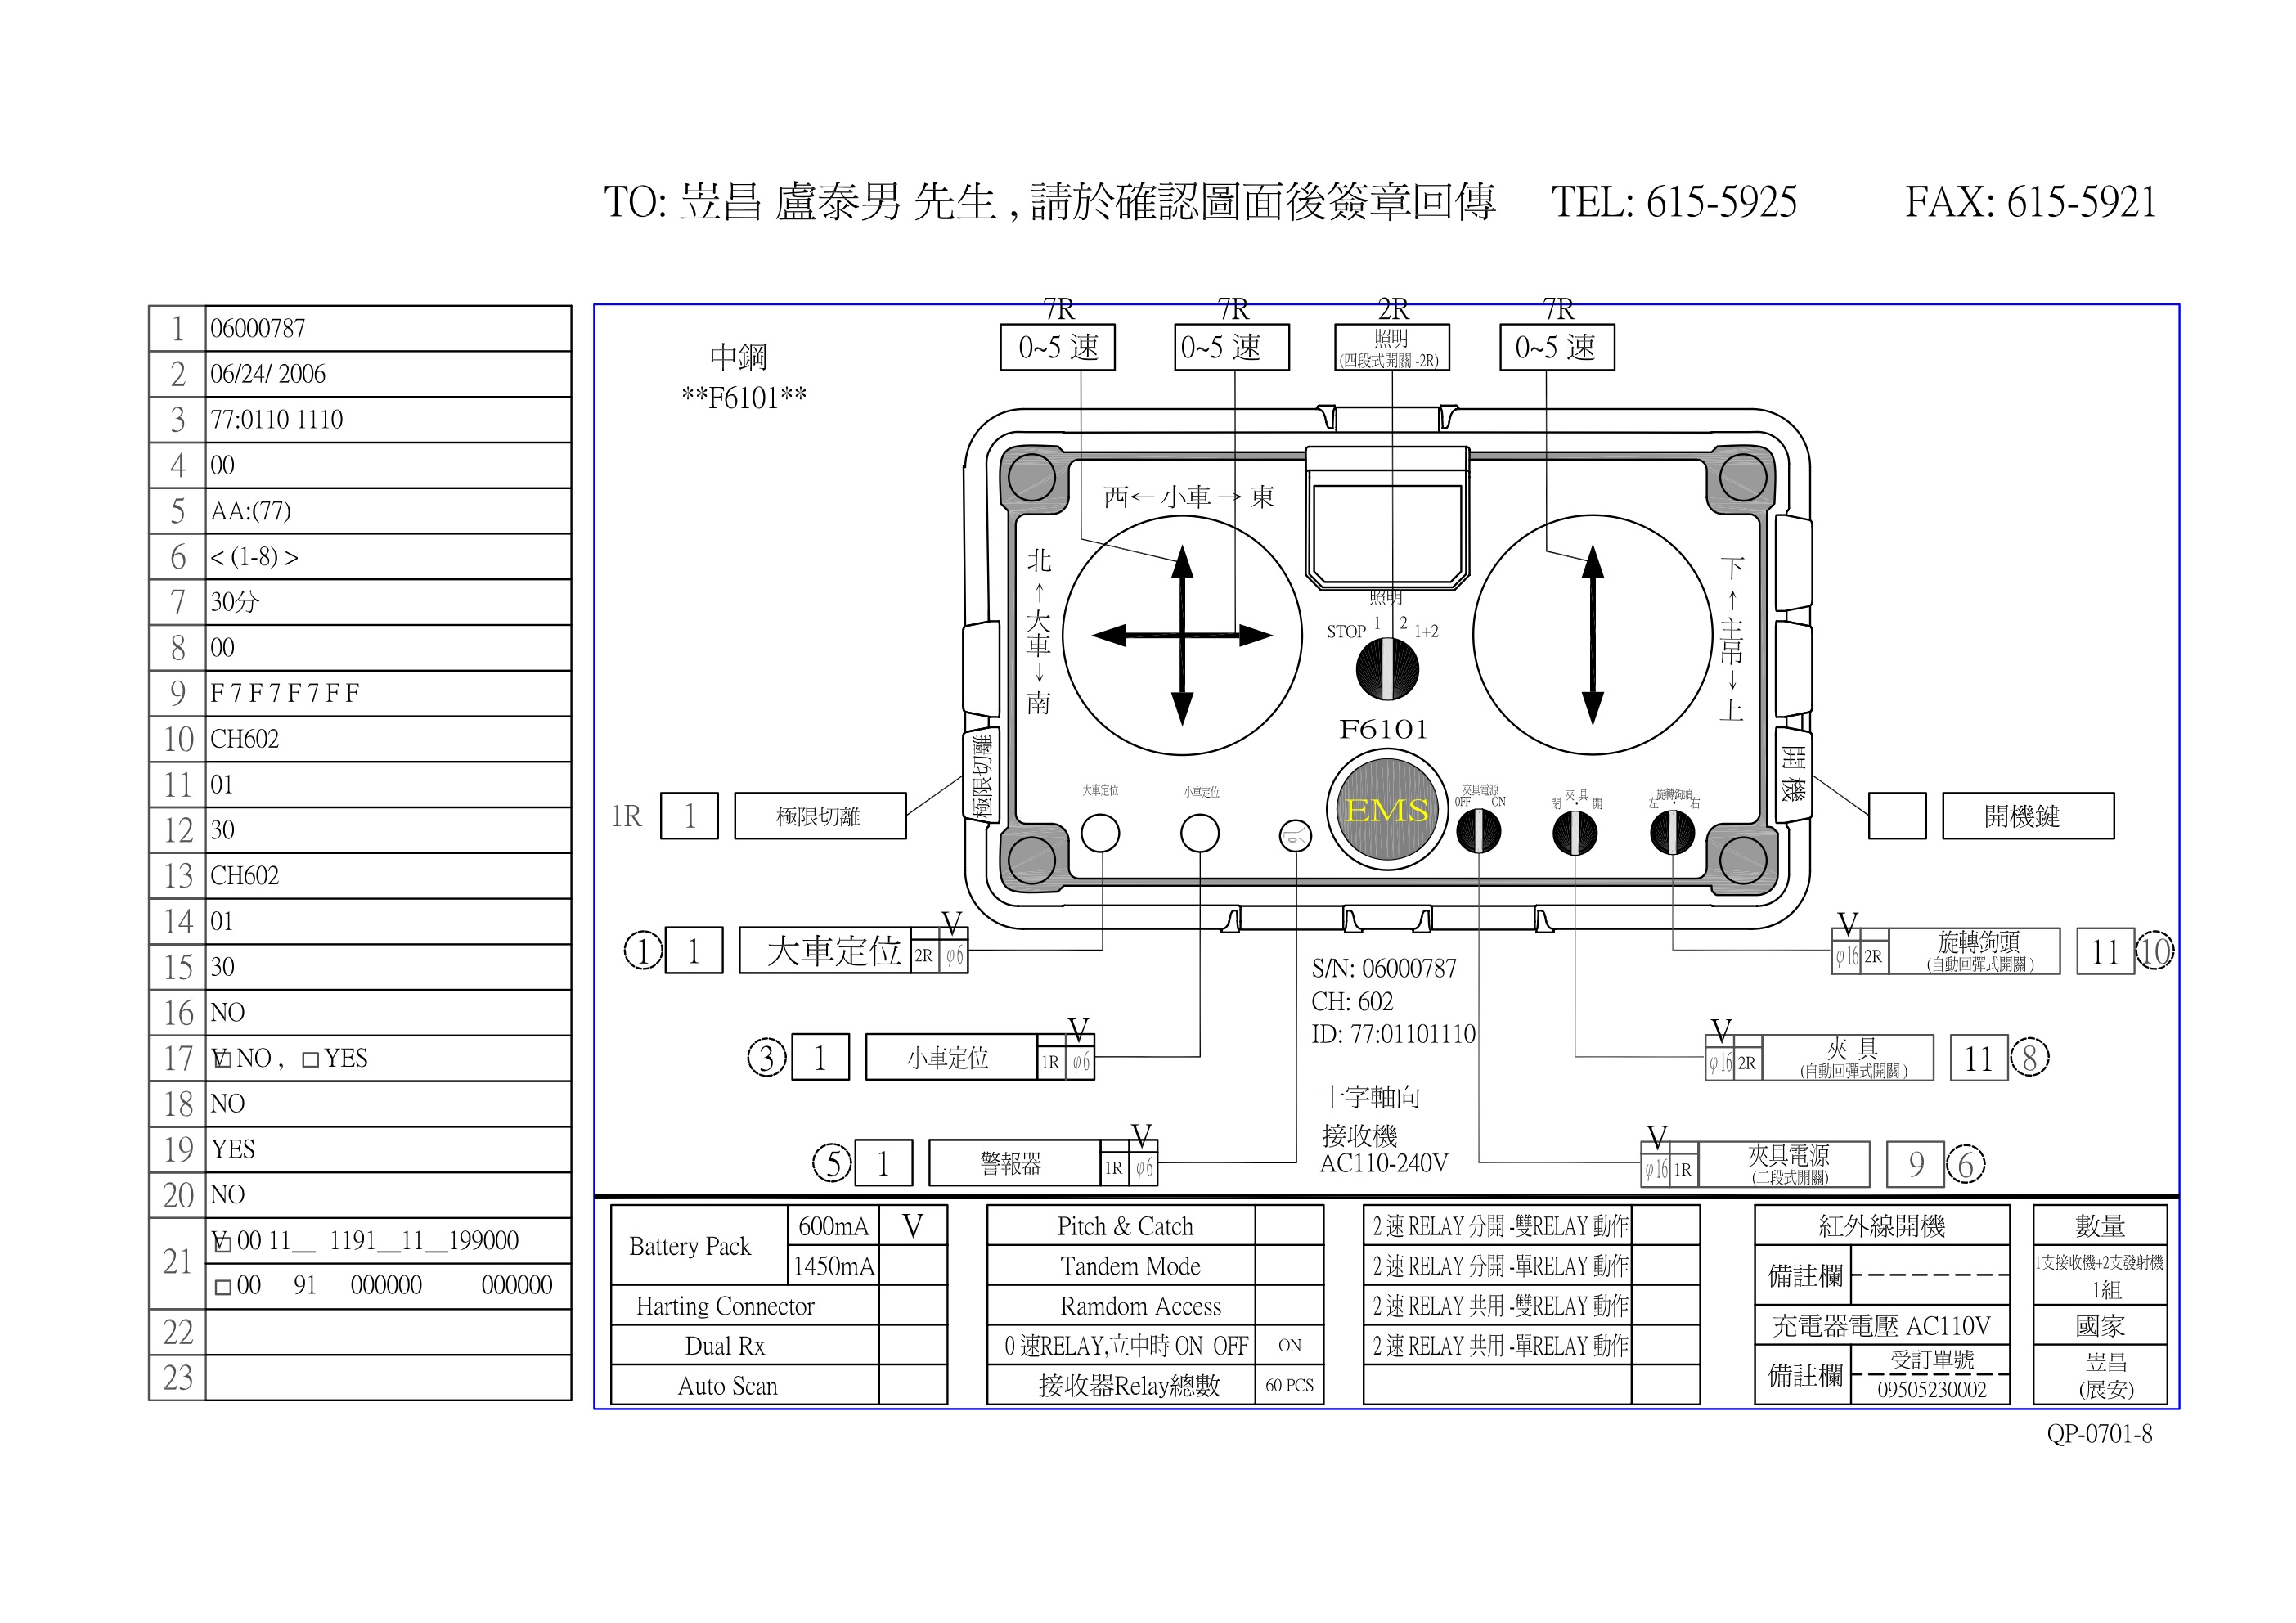 TO: 岦昌 盧泰男 先生 , 請於確認圖面後簽章回傳 TEL: 615-5925 FAX: 615-5921
1 06000787
2 06/24/ 2006
3 77:0110 1110
4 00
5 AA:(77)
6 < (1-8) >
7 30分
8 00
9 F 7 F 7 F 7 F F
10 CH602
11 01
12 30
13 CH602
14 01
15 30
16 NO
17 V□ NO , □ YES
18 NO
19 YES
20 NO
21 V□ 00 11__ 1191__11__199000
□ 00 91 000000 000000
22
23
中鋼
**F6101**
7R
0~5 速
7R
0~5 速
2R
照明
(四段式開關 -2R)
7R
0~5 速
西← 小車 → 東
北
↑
大
車
↓
南
照明
STOP 1 2 1+2
F6101
EMS
下
↑
主
吊
↓
上
極限切離
開機
大車定位
小車定位
夾具電源
OFF ON
夾 具
閉 · 開
旋轉鉤頭
左 · 右
1R 1 極限切離
開機鍵
① 1 大車定位 V 2R φ6
③ 1 小車定位 V 1R φ6
⑤ 1 警報器 V 1R φ6
S/N: 06000787
CH: 602
ID: 77:01101110
十字軸向
接收機
AC110-240V
V φ16 2R 旋轉鉤頭 11 ⑩
(自動回彈式開關 )
V φ16 2R 夾 具 11 ⑧
(自動回彈式開關 )
V φ16 1R 夾具電源 9 ⑥
(二段式開關)
Battery Pack 600mA V
1450mA
Harting Connector
Dual Rx
Auto Scan
Pitch & Catch
Tandem Mode
Ramdom Access
0 速RELAY,立中時 ON OFF ON
接收器Relay總數 60 PCS
2 速 RELAY 分開 -雙RELAY 動作
2 速 RELAY 分開 -單RELAY 動作
2 速 RELAY 共用 -雙RELAY 動作
2 速 RELAY 共用 -單RELAY 動作
紅外線開機
備註欄
充電器電壓 AC110V
備註欄 受訂單號
09505230002
數量
1支接收機+2支發射機
1組
國家
岦昌
(展安)
QP-0701-8